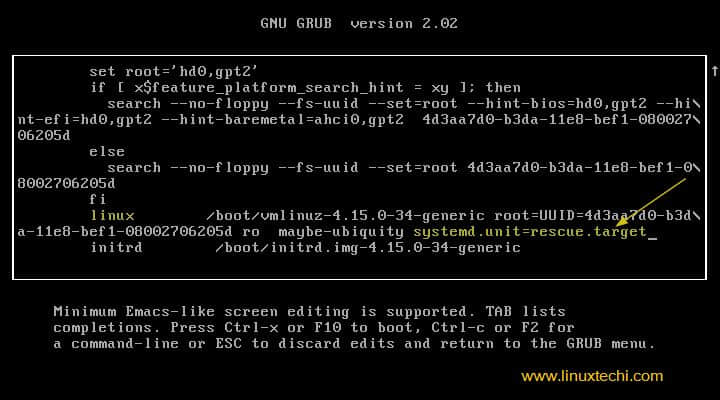 GNU GRUB  version 2.02
set root='hd0,gpt2'
if [ x$feature_platform_search_hint = xy ]; then
search --no-floppy --fs-uuid --set=root --hint-bios=hd0,gpt2 --hi\
nt-efi=hd0,gpt2 --hint-baremetal=ahci0,gpt2  4d3aa7d0-b3da-11e8-bef1-080027\
06205d
else
search --no-floppy --fs-uuid --set=root 4d3aa7d0-b3da-11e8-bef1-0\
8002706205d
fi
linux        /boot/vmlinuz-4.15.0-34-generic root=UUID=4d3aa7d0-b3d\
a-11e8-bef1-08002706205d ro  maybe-ubiquity systemd.unit=rescue.target_
initrd        /boot/initrd.img-4.15.0-34-generic
Minimum Emacs-like screen editing is supported. TAB lists
completions. Press Ctrl-x or F10 to boot, Ctrl-c or F2 for
a command-line or ESC to discard edits and return to the GRUB menu.
www.linuxtechi.com